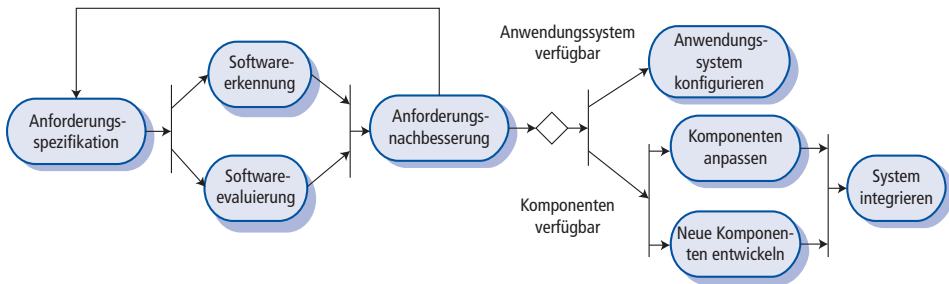 Anforderungs-
spezifikation
Software-
erkennung
Software-
evaluierung
Anforderungs-
nachbesserung
Anwendungssystem
verfügbar
Komponenten
verfügbar
Anwendungs-
system
konfigurieren
Komponenten
anpassen
Neue Komponen-
ten entwickeln
System
integrieren